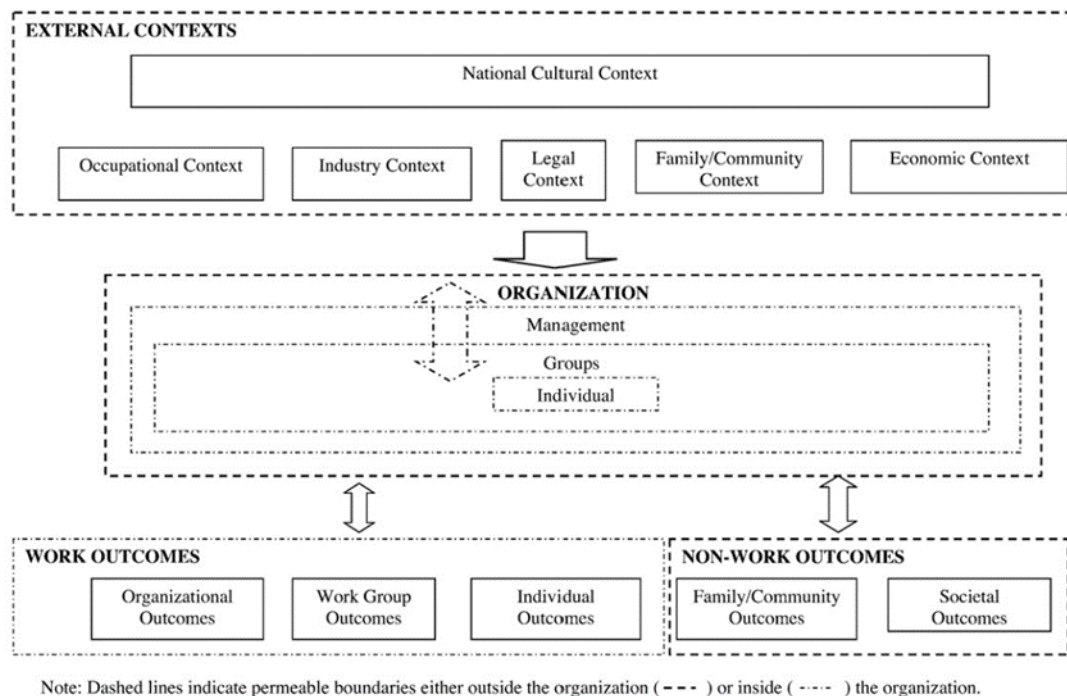 EXTERNAL CONTEXTS
National Cultural Context
Occupational Context
Industry Context
Legal
Context
Family/Community
Context
Economic Context
ORGANIZATION
Management
Groups
Individual
WORK OUTCOMES
Organizational
Outcomes
Work Group
Outcomes
Individual
Outcomes
NON-WORK OUTCOMES
Family/Community
Outcomes
Societal
Outcomes
Note: Dashed lines indicate permeable boundaries either outside the organization ( - - - ) or inside ( -·-·- ) the organization.